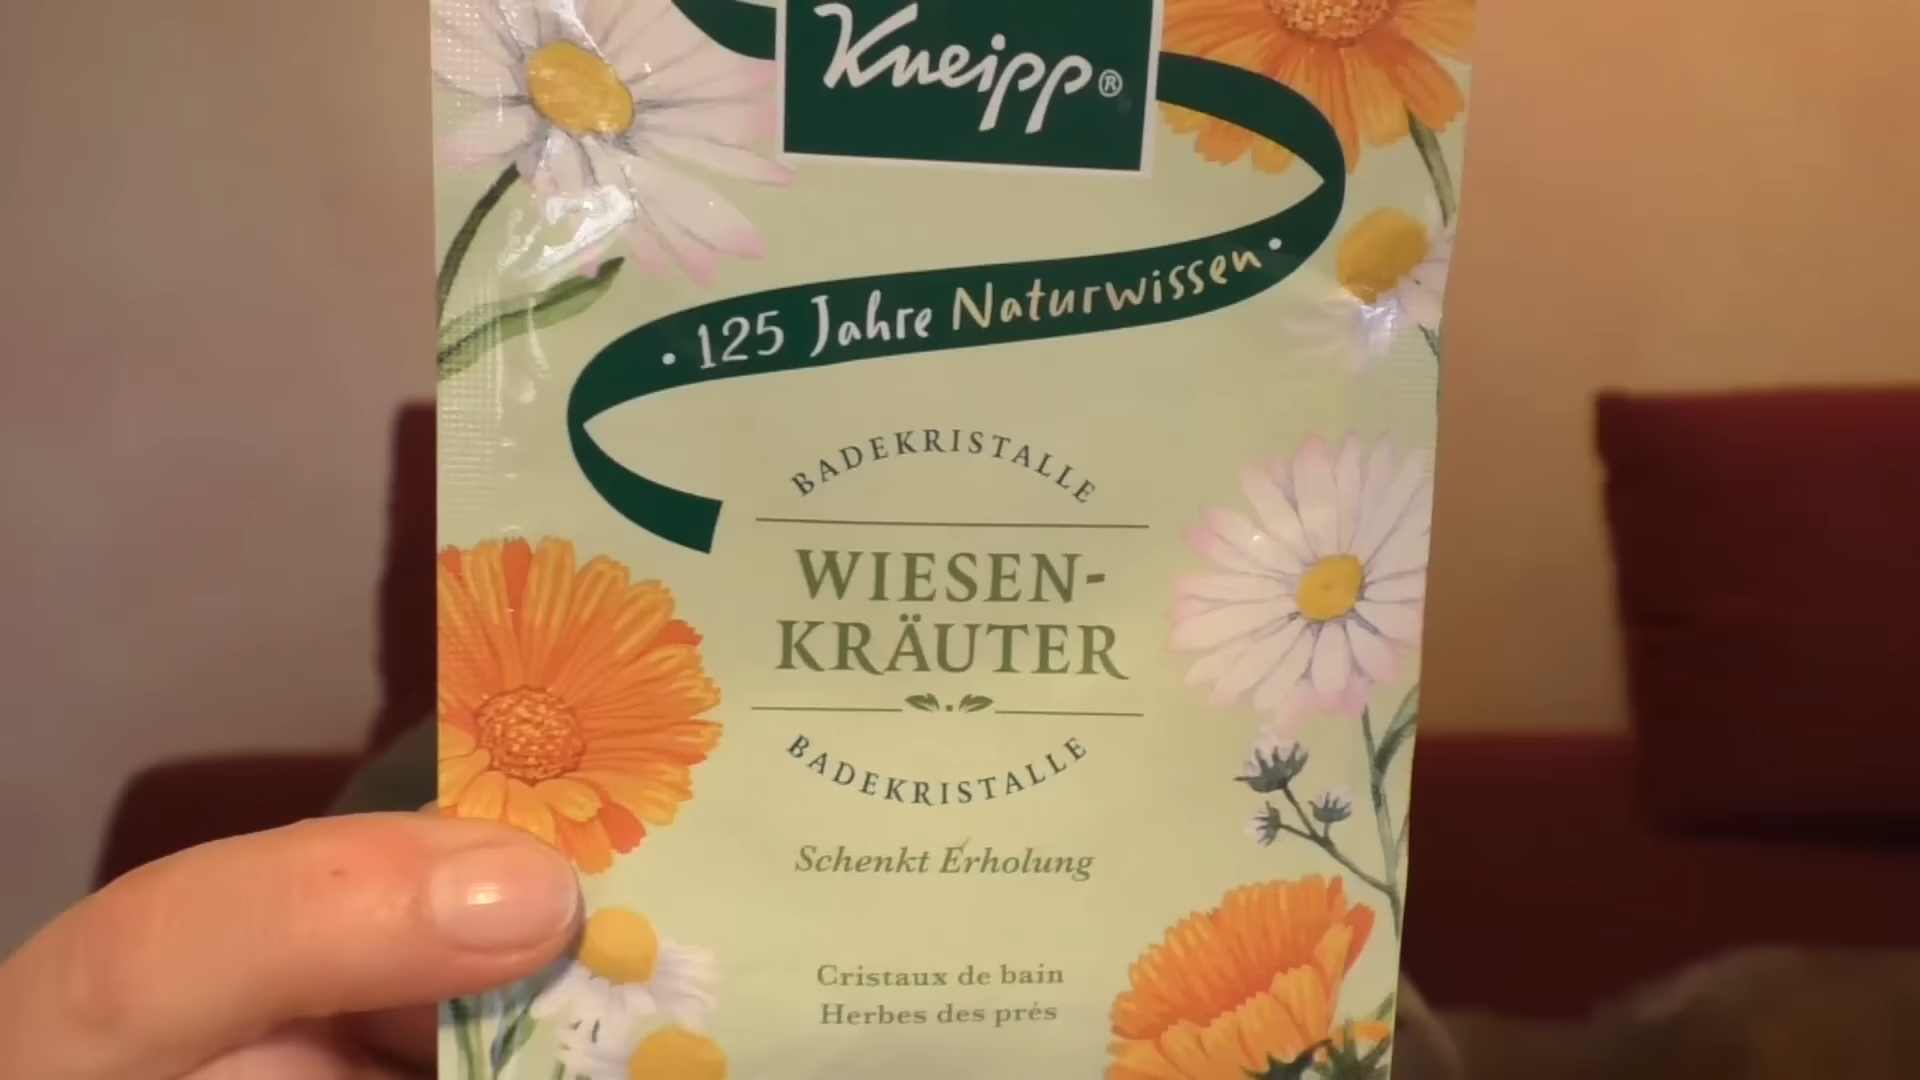 Kneipp®
• 125 Jahre Naturwissen •
BADEKRISTALLE
WIESEN-
KRÄUTER
BADEKRISTALLE
Schenkt Erholung
Cristaux de bain
Herbes des prés